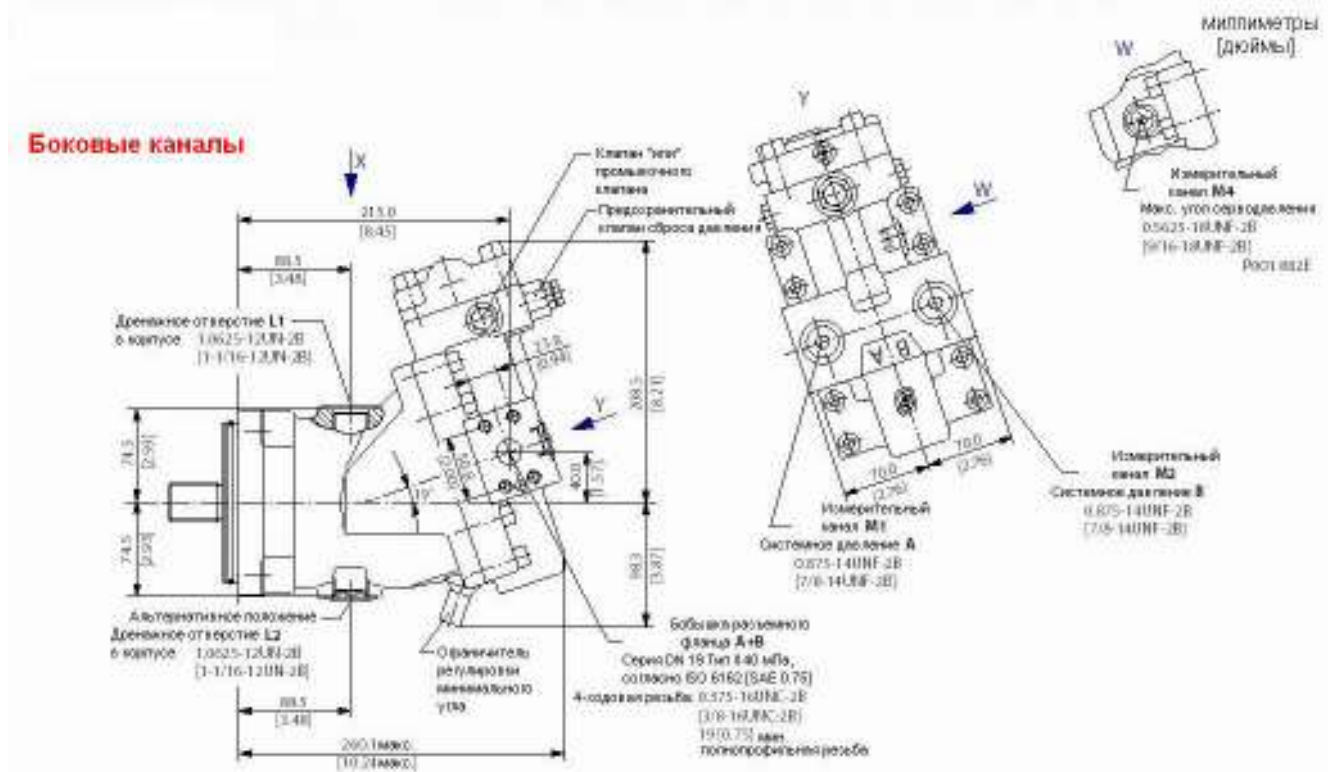 миллиметры
[дюймы]
W
Y
Боковые каналы
X
Клапан "или"
промывочного
клапана
Предохранительный
клапан сброса давления
W
Измерительный
канал M4
Макс. угол серводавления
0.5625-18UNF-2B
[9/16-18UNF-2B]
215.0
[8.45]
88.5
[3.48]
Дренажное отверстие L1
в корпусе 1.0625-12UN-2B
[1-1/16-12UN-2B]
208.5
[8.21]
Y
B A
74.5
[2.93]
40.0
[1.57]
70.0
[2.76]
70.0
[2.76]
Измерительный
канал M2
Системное давление B
0.875-14UNF-2B
[7/8-14UNF-2B]
Измерительный
канал M1
Системное давление A
0.875-14UNF-2B
[7/8-14UNF-2B]
74.5
[2.93]
98.3
[3.87]
Альтернативное положение
Дренажное отверстие L2
в корпусе 1.0625-12UN-2B
[1-1/16-12UN-2B]
Ограничитель
регулировки
минимального
угла
Бобышка разъемного
фланца A+B
Серия DN 19 Тип II 40 мПа,
согласно ISO 6162 [SAE 0.75]
4-ходовая резьба: 0.375-16UNC-2B
[3/8-16UNC-2B]
19 [0.75] мин.
полнопрофильная резьба
88.5
[3.48]
260.1 макс.
[10.24 макс.]